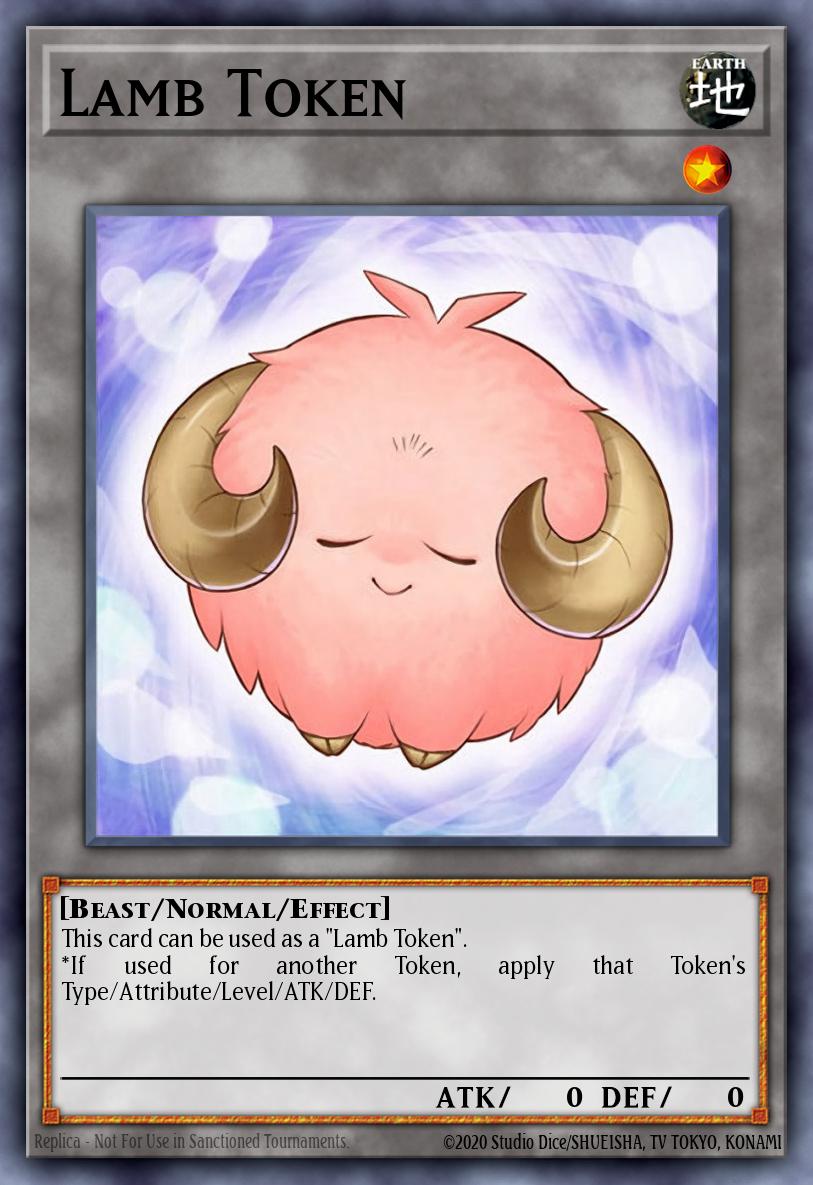 Lamb Token
EARTH
地
[Beast/Normal/Effect]
This card can be used as a "Lamb Token".
*If used for another Token, apply that Token's
Type/Attribute/Level/ATK/DEF.
ATK/ 0 DEF/ 0
Replica - Not For Use in Sanctioned Tournaments.
©2020 Studio Dice/SHUEISHA, TV TOKYO, KONAMI